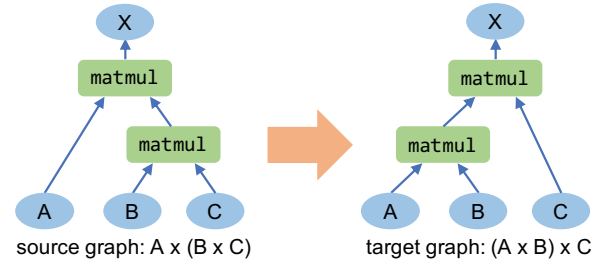 X X
matmul matmul
matmul matmul
A B C A B C
source graph: A x (B x C) target graph: (A x B) x C